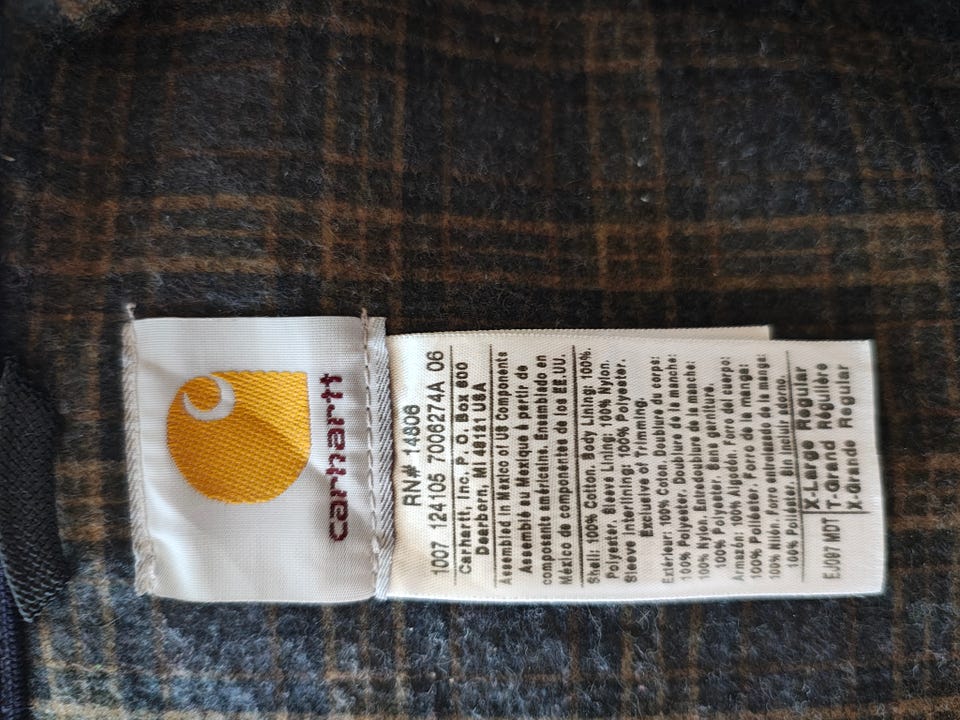 carhartt
RN# 14806
1007 124105 7006274A 06
Carhartt, Inc. P. O. Box 600
Dearborn, MI 48121 USA
Assembled in Mexico of US Components
Assemblé à Mexique à partir de
composants américains. Ensamblado en
México de componentes de los EE.UU.
Shell: 100% Cotton. Body Lining: 100%
Polyester. Sleeve Lining: 100% Nylon.
Sleeve Interlining: 100% Polyester.
Exclusive of Trimming.
Extérieur: 100% Coton. Doublure du corps:
100% Polyester. Doublure de la manche:
100% Nylon. Entredoublure de la manche:
100% Polyester. Sans garniture.
Armazón: 100% Algodón. Forro del cuerpo:
100% Poliéster. Forro de la manga:
100% Nilón. Forro entrelazado de la manga:
100% Poliéster. Sin incluir adorno.
X-Large Regular
EJ007 MDT T-Grand Régulière
X-Grande Regular